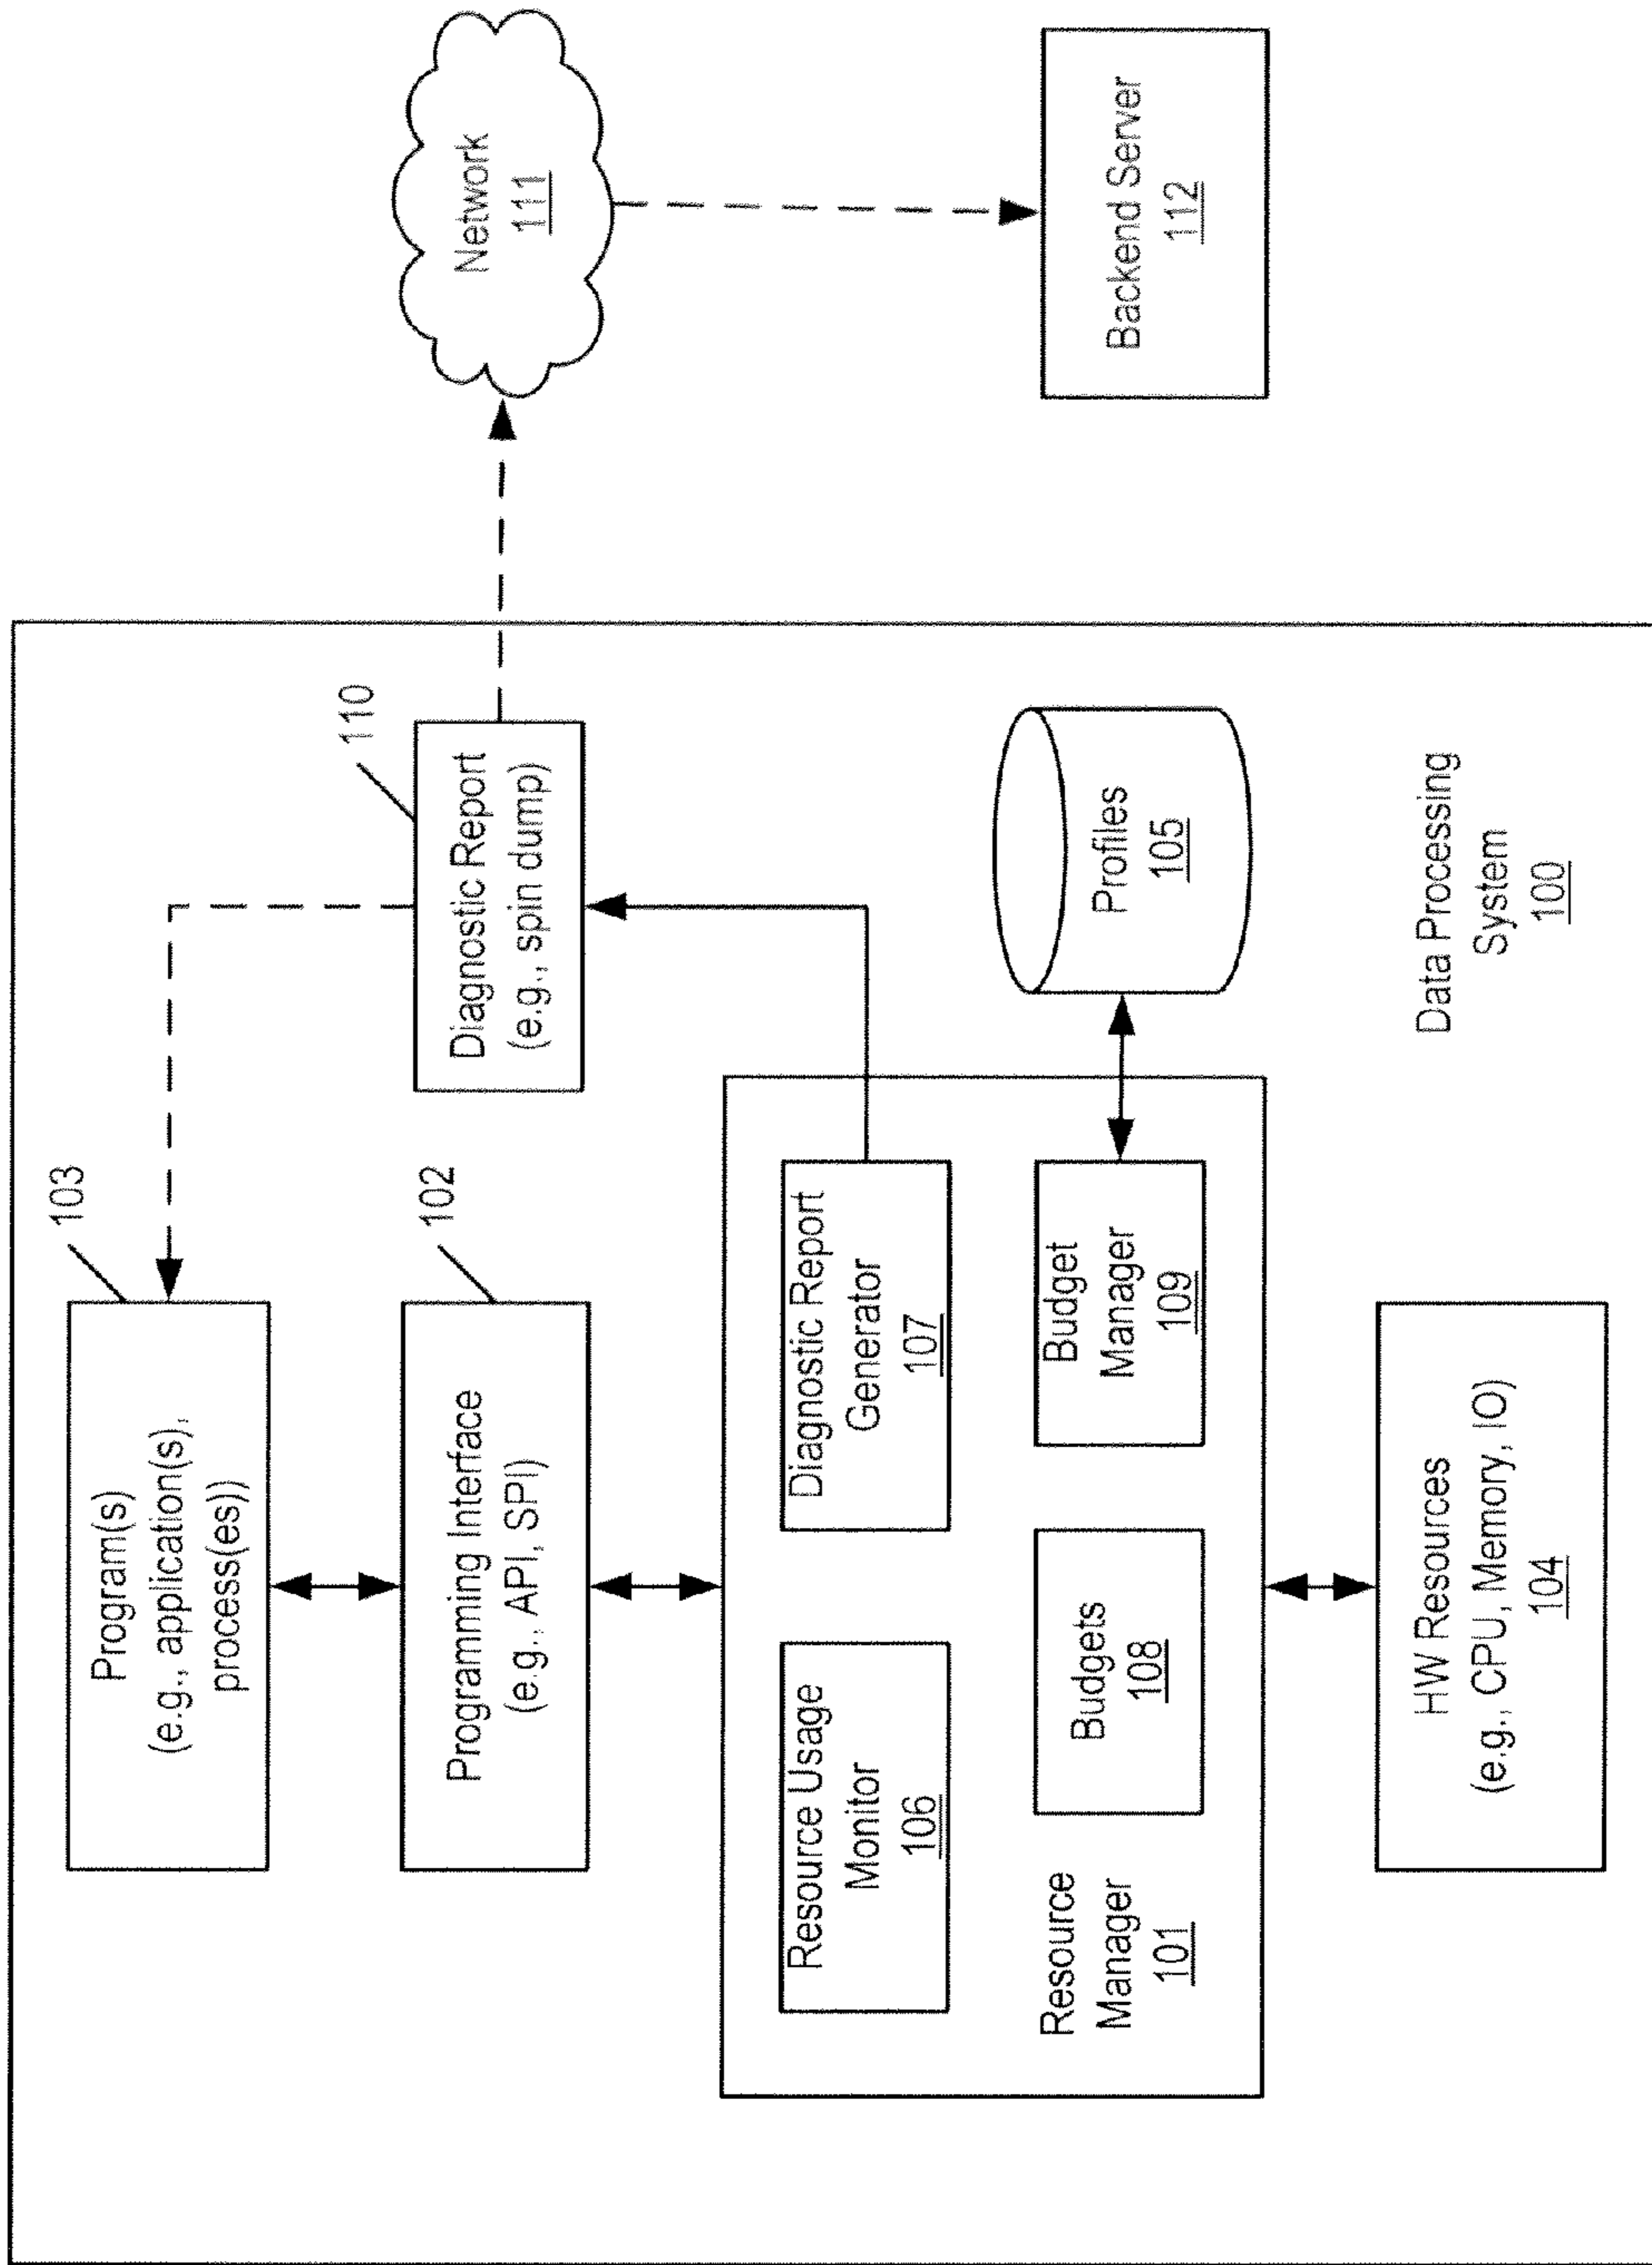 103
Program(s)
(e.g., application(s),
process(es))
102
Programming Interface
(e.g., API, SPI)
110
Diagnostic Report
(e.g., spin dump)
Network
111
Backend Server
112
Resource Usage
Monitor
106
Diagnostic Report
Generator
107
Resource
Manager
101
Budgets
108
Budget
Manager
109
Profiles
105
HW Resources
(e.g., CPU, Memory, IO)
104
Data Processing
System
100